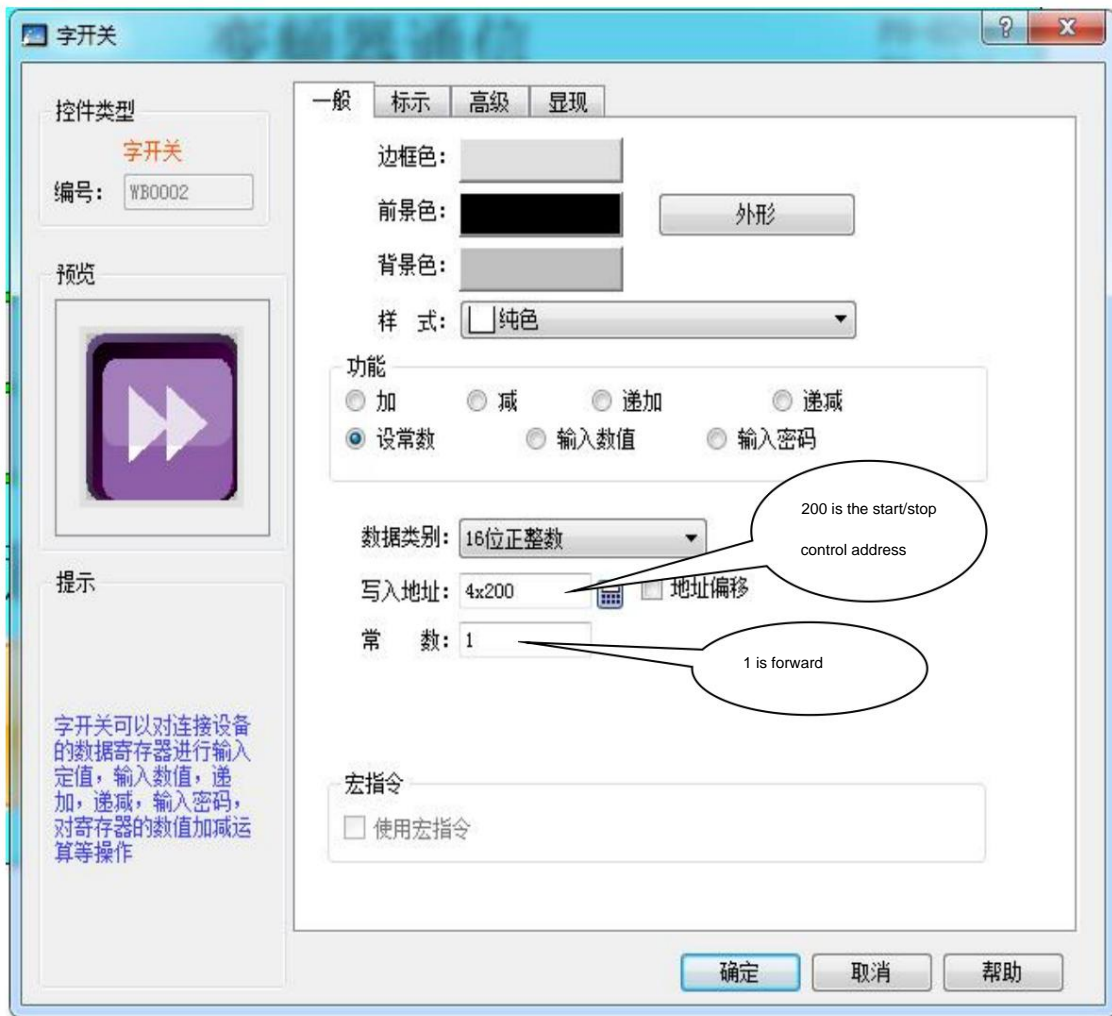 字开关
变频器通信
控件类型
字开关
编号：
WB0002
预览
提示
字开关可以对连接设备
的数据寄存器进行输入
定值，输入数值，递
加，递减，输入密码，
对寄存器的数值加减运
算等操作
一般 标示 高级 显现
边框色：
前景色：
外形
背景色：
样 式：
纯色
功能
加 减 递加 递减
设常数 输入数值 输入密码
数据类别：
16位正整数
写入地址：
4x200
地址偏移
常 数：
1
200 is the start/stop
control address
1 is forward
宏指令
使用宏指令
确定 取消 帮助